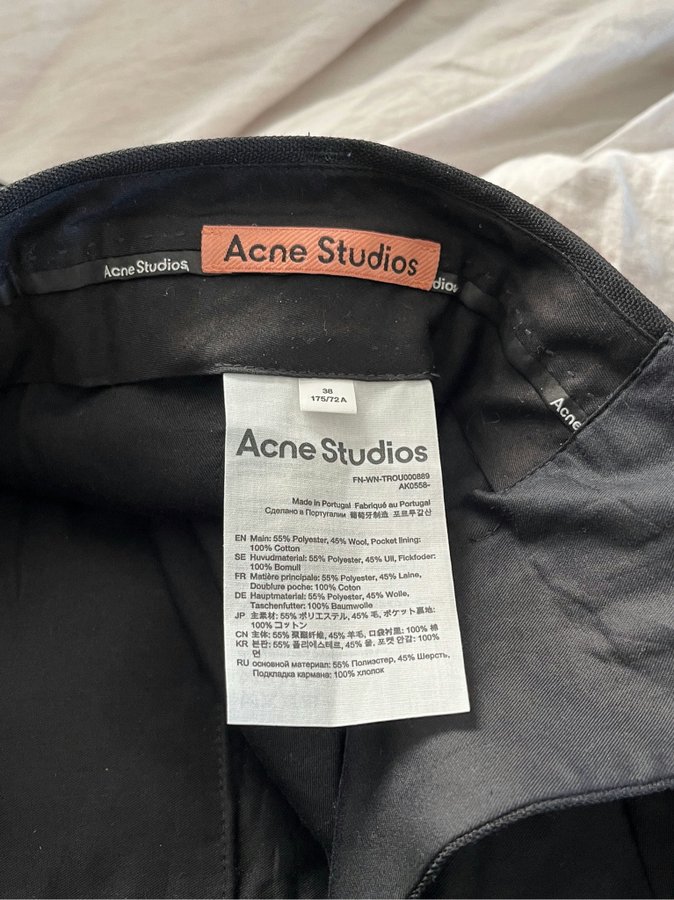 Acne Studios
Acne Studios
dios
Acne
38
175/72 A
Acne Studios
FN-WN-TROU000889
AK0558-
Made in Portugal Fabriqué au Portugal
Сделано в Португалии 葡萄牙制造 포르투갈산
EN Main: 55% Polyester, 45% Wool, Pocket lining:
100% Cotton
SE Huvudmaterial: 55% Polyester, 45% Ull, Fickfoder:
100% Bomull
FR Matière principale: 55% Polyester, 45% Laine,
Doublure poche: 100% Coton
DE Hauptmaterial: 55% Polyester, 45% Wolle,
Taschenfutter: 100% Baumwolle
JP 主素材: 55% ポリエステル, 45% 毛, ポケット裏地:
100% コットン
CN 主体: 55% 聚酯纤维, 45% 羊毛, 口袋衬里: 100% 棉
KR 본판: 55% 폴리에스테르, 45% 울, 포켓 안감: 100%
면
RU основной материал: 55% Полиэстер, 45% Шерсть,
Подкладка кармана: 100% хлопок